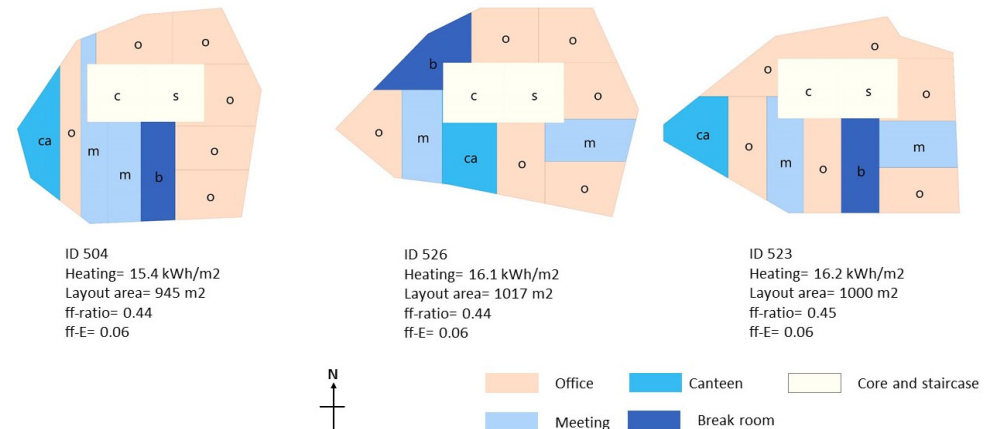 o o
c s o
ca o m m b o
o
b o o
c s o
o m ca o m
o
o
o
c s o
ca o m o b m
o
ID 504
Heating= 15.4 kWh/m2
Layout area= 945 m2
ff-ratio= 0.44
ff-E= 0.06
ID 526
Heating= 16.1 kWh/m2
Layout area= 1017 m2
ff-ratio= 0.44
ff-E= 0.06
ID 523
Heating= 16.2 kWh/m2
Layout area= 1000 m2
ff-ratio= 0.45
ff-E= 0.06
N
Office Canteen Core and staircase
Meeting Break room